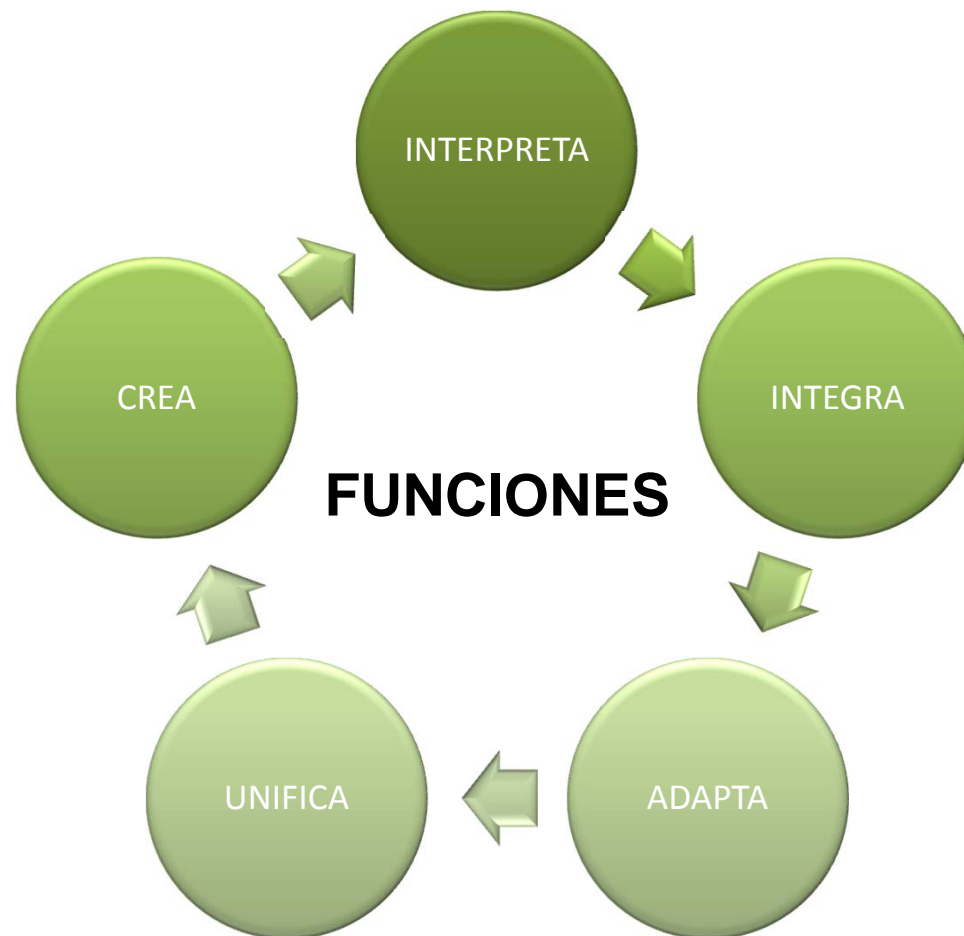 INTERPRETA
INTEGRA
ADAPTA
UNIFICA
CREA
FUNCIONES